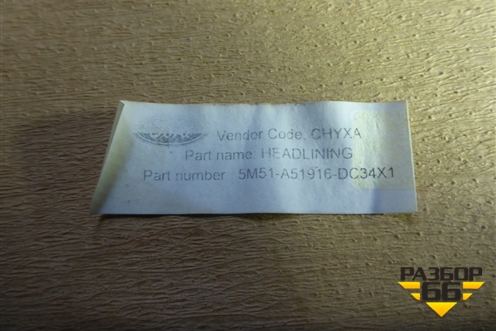 Vendor Code, CHYXA
Part name: HEADLINING
Part number : 5M51-A51916-DC34X1
РАЗБОР
66